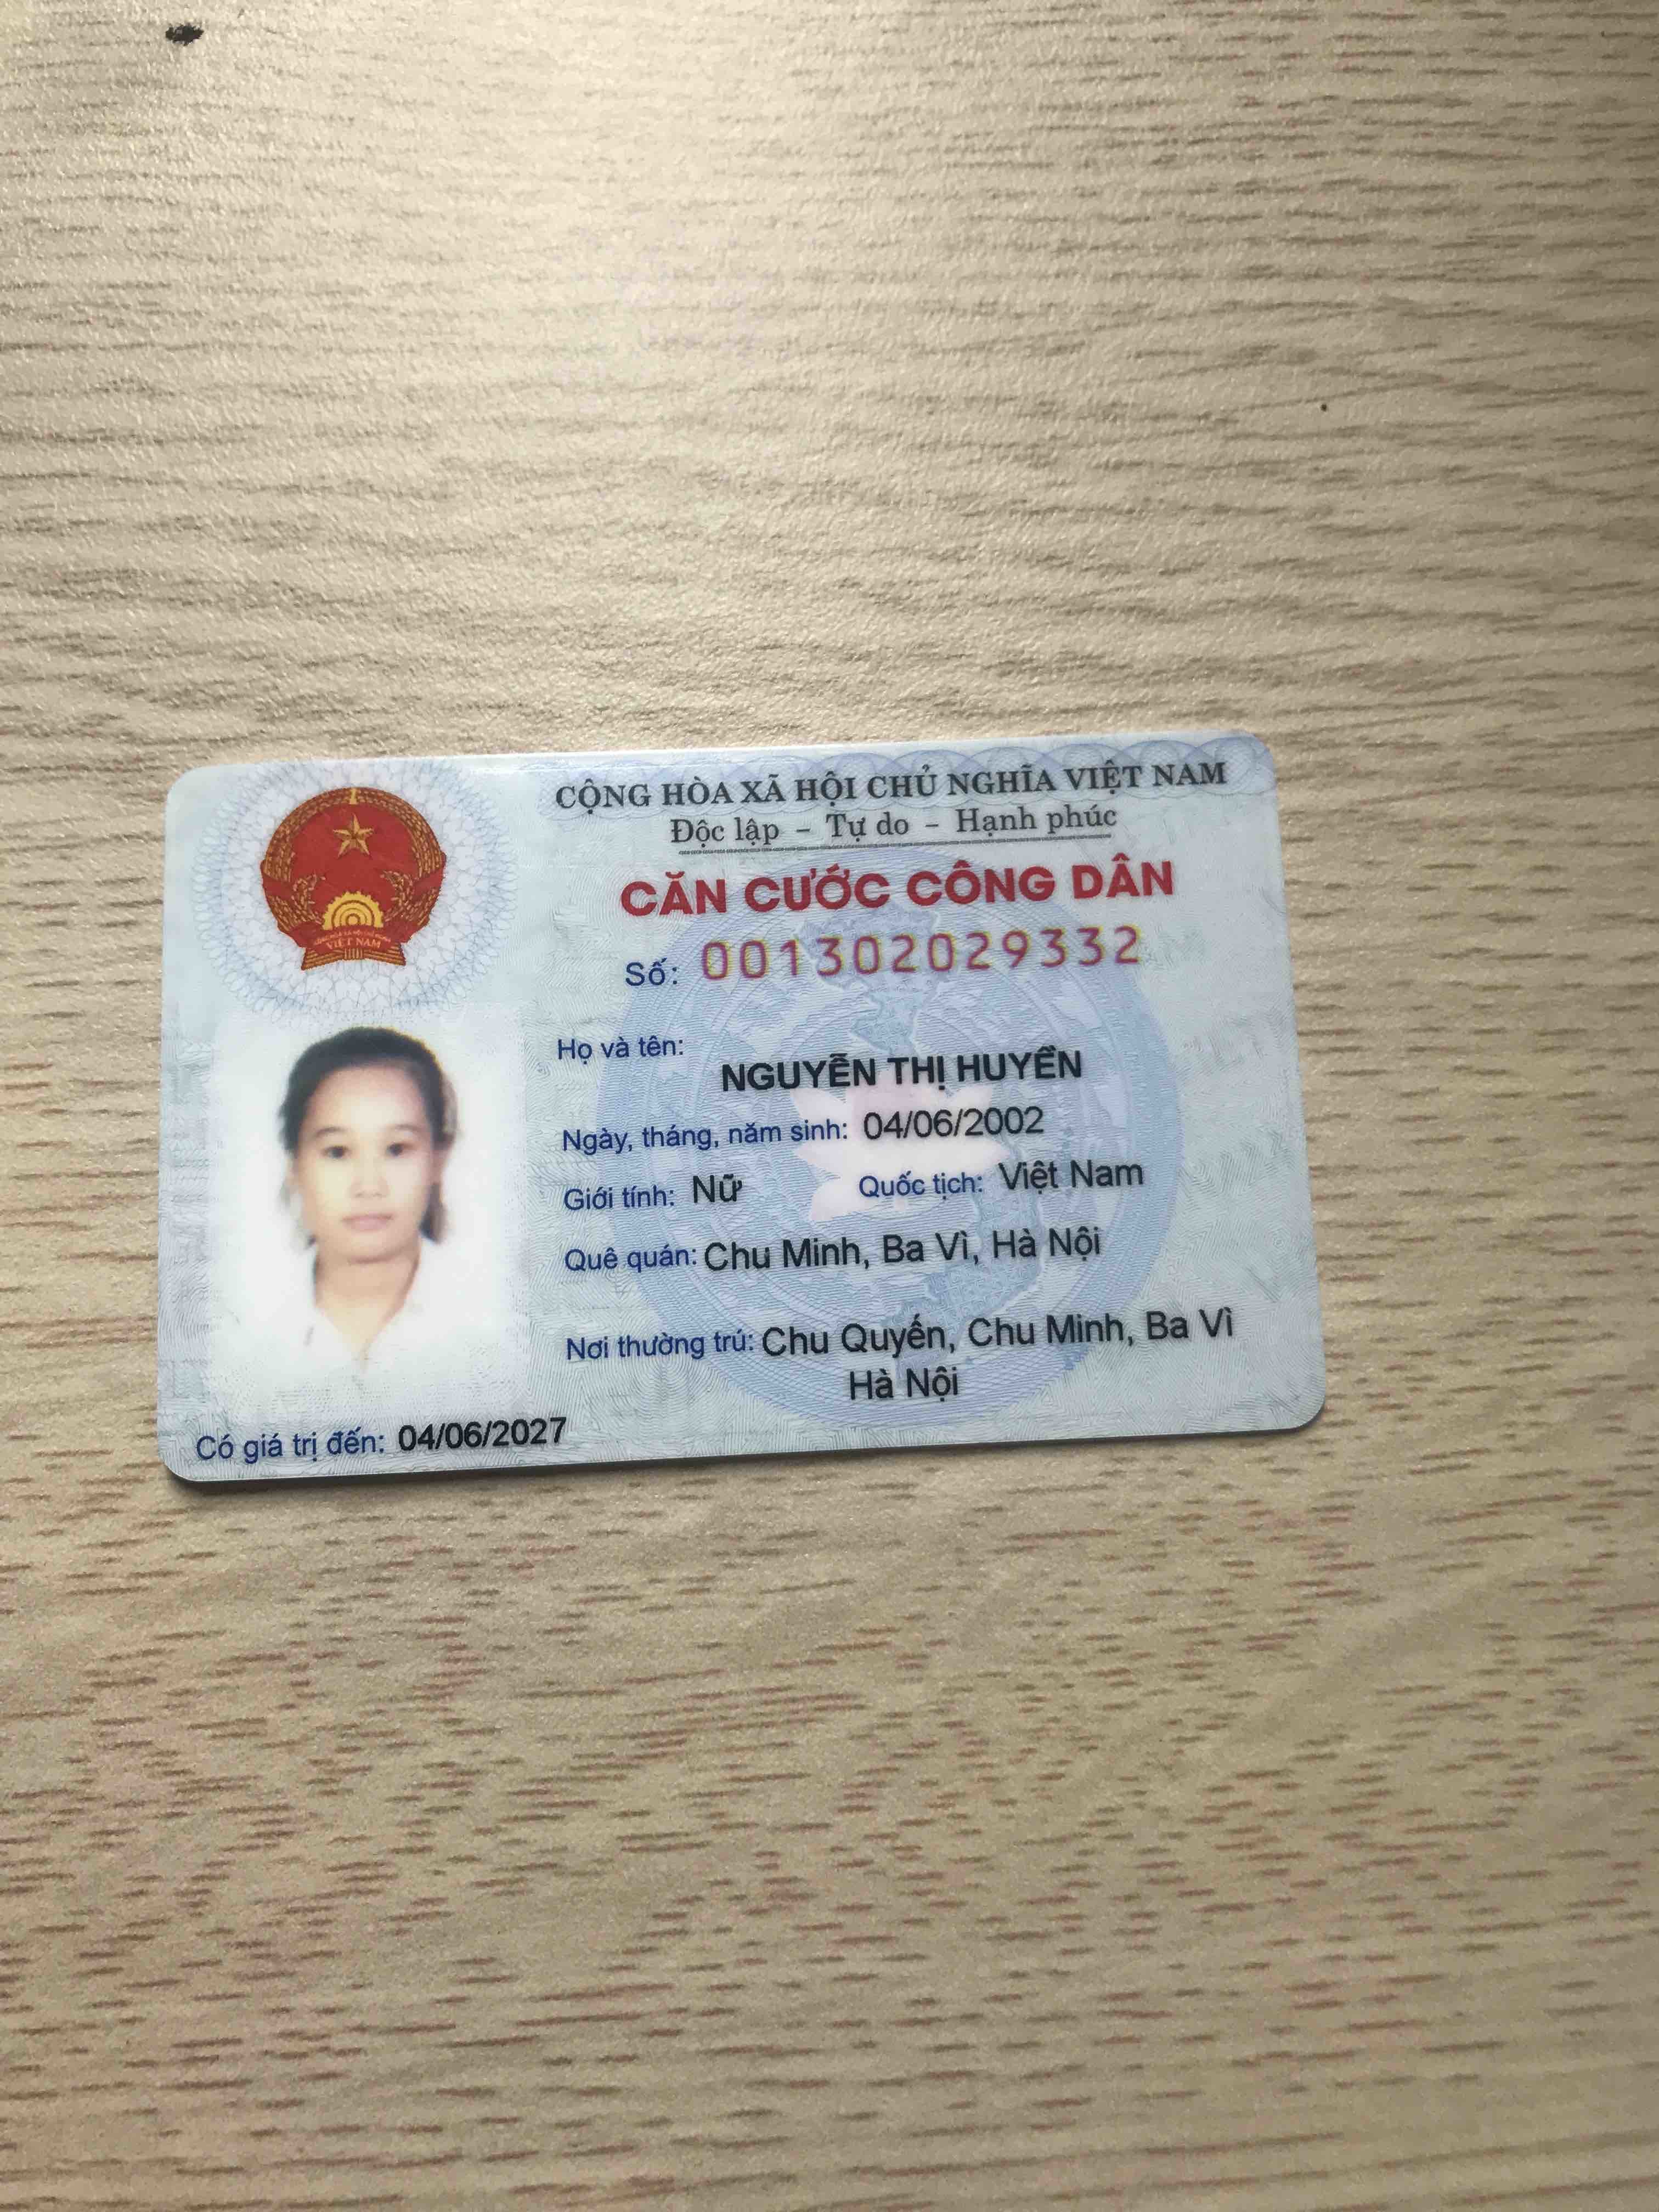 CỘNG HÒA XÃ HỘI CHỦ NGHĨA VIỆT NAM
Độc lập – Tự do – Hạnh phúc
CĂN CƯỚC CÔNG DÂN
Số: 001302029332
Họ và tên:
NGUYỄN THỊ HUYỀN
Ngày, tháng, năm sinh: 04/06/2002
Giới tính: Nữ Quốc tịch: Việt Nam
Quê quán: Chu Minh, Ba Vì, Hà Nội
Nơi thường trú: Chu Quyến, Chu Minh, Ba Vì
Hà Nội
Có giá trị đến: 04/06/2027
VIỆT NAM